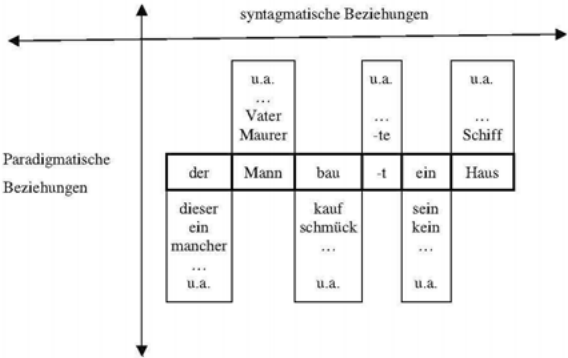 syntagmatische Beziehungen
u.a. u.a. u.a.
… … …
Vater
Maurer -te Schiff
Paradigmatische
Beziehungen
der Mann bau -t ein Haus
dieser kauf sein
ein schmück kein
mancher … …
…
u.a. u.a. u.a.